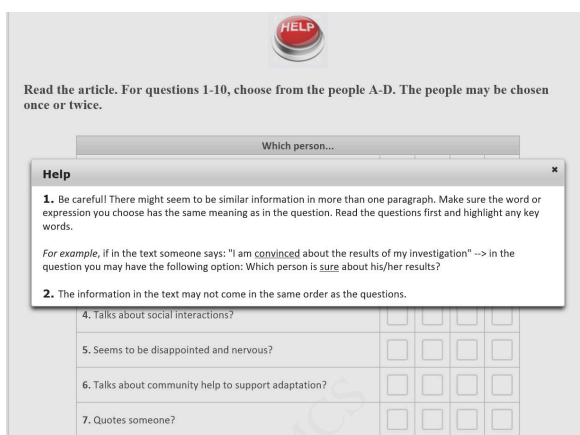 HELP
Read the article. For questions 1-10, choose from the people A-D. The people may be chosen
once or twice.
Which person...
Help
×
1. Be careful! There might seem to be similar information in more than one paragraph. Make sure the word or
expression you choose has the same meaning as in the question. Read the questions first and highlight any key
words.
For example, if in the text someone says: "I am convinced about the results of my investigation" --> in the
question you may have the following option: Which person is sure about his/her results?
2. The information in the text may not come in the same order as the questions.
4. Talks about social interactions?
5. Seems to be disappointed and nervous?
6. Talks about community help to support adaptation?
7. Quotes someone?